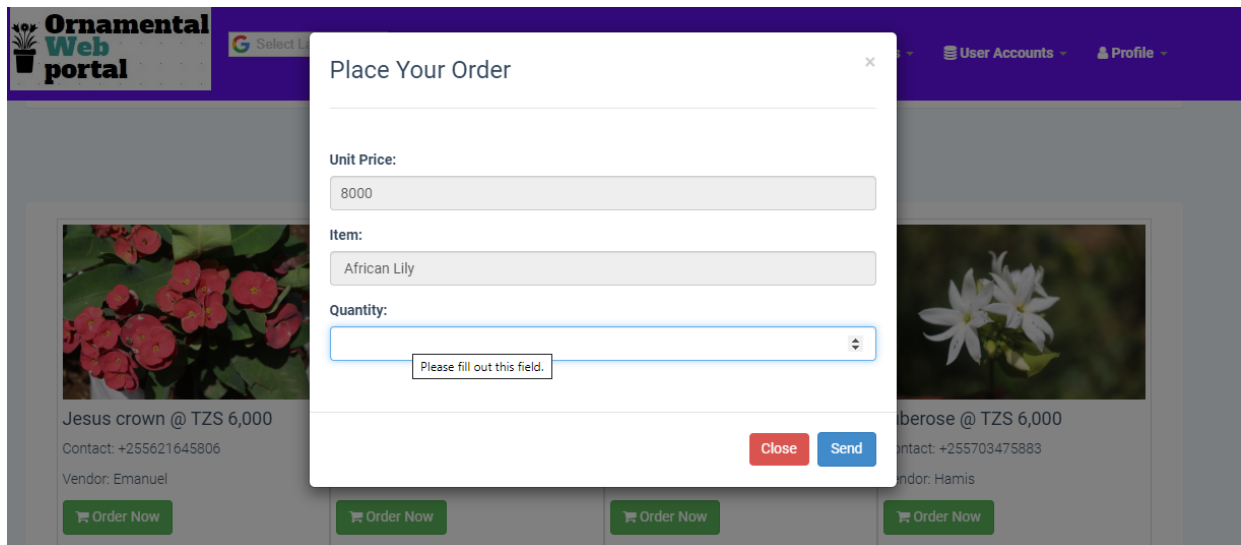 Ornamental
Web
portal
Select L
User Accounts
Profile
Place Your Order
×
Unit Price:
8000
Item:
African Lily
Quantity:
Please fill out this field.
Close
Send
Jesus crown @ TZS 6,000
Contact: +255621645806
Vendor: Emanuel
Order Now
Order Now
Order Now
berose @ TZS 6,000
ntact: +255703475883
ndor: Hamis
Order Now